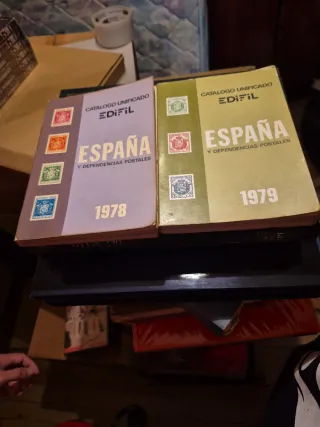 CATALOGO UNIFICADO
EDIFIL
ESPAÑA
Y DEPENDENCIAS POSTALES
1978
CATALOGO UNIFICADO
EDIFIL
ESPAÑA
Y DEPENDENCIAS POSTALES
1979